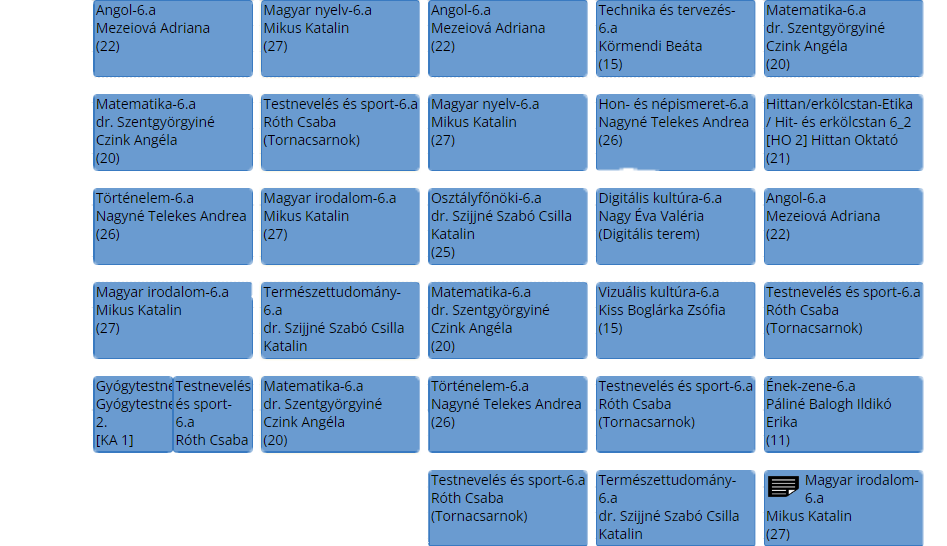 Angol-6.a
Mezeiová Adriana
(22)
Magyar nyelv-6.a
Mikus Katalin
(27)
Angol-6.a
Mezeiová Adriana
(22)
Technika és tervezés-
6.a
Körmendi Beáta
(15)
Matematika-6.a
dr. Szentgyörgyiné
Czink Angéla
(20)
Matematika-6.a
dr. Szentgyörgyiné
Czink Angéla
(20)
Testnevelés és sport-6.a
Róth Csaba
(Tornacsarnok)
Magyar nyelv-6.a
Mikus Katalin
(27)
Hon- és népismeret-6.a
Nagyné Telekes Andrea
(26)
Hittan/erkölcstan-Etika
/ Hit- és erkölcstan 6_2
[HO 2] Hittan Oktató
(21)
Történelem-6.a
Nagyné Telekes Andrea
(26)
Magyar irodalom-6.a
Mikus Katalin
(27)
Osztályfőnöki-6.a
dr. Szijjné Szabó Csilla
Katalin
(25)
Digitális kultúra-6.a
Nagy Éva Valéria
(Digitális terem)
Angol-6.a
Mezeiová Adriana
(22)
Magyar irodalom-6.a
Mikus Katalin
(27)
Természettudomány-
6.a
dr. Szijjné Szabó Csilla
Katalin
Matematika-6.a
dr. Szentgyörgyiné
Czink Angéla
(20)
Vizuális kultúra-6.a
Kiss Boglárka Zsófia
(15)
Testnevelés és sport-6.a
Róth Csaba
(Tornacsarnok)
Gyógytestne
Gyógytestne
2.
[KA 1]
Testnevelés
és sport-
6.a
Róth Csaba
Matematika-6.a
dr. Szentgyörgyiné
Czink Angéla
(20)
Történelem-6.a
Nagyné Telekes Andrea
(26)
Testnevelés és sport-6.a
Róth Csaba
(Tornacsarnok)
Ének-zene-6.a
Páliné Balogh Ildikó
Erika
(11)
Testnevelés és sport-6.a
Róth Csaba
(Tornacsarnok)
Természettudomány-
6.a
dr. Szijjné Szabó Csilla
Katalin
Magyar irodalom-
6.a
Mikus Katalin
(27)